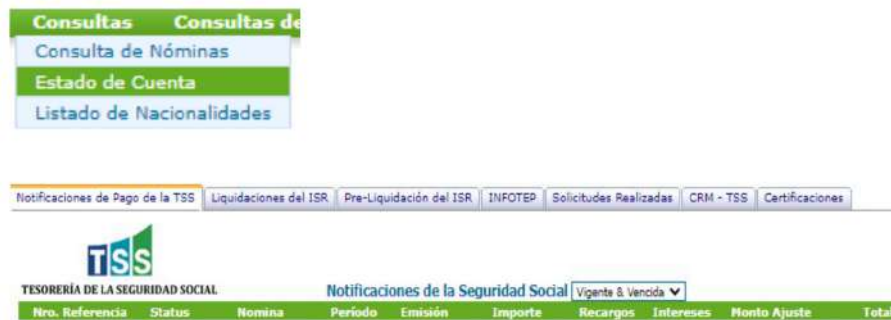 Consultas Consultas de
Consulta de Nóminas
Estado de Cuenta
Listado de Nacionalidades
Notificaciones de Pago de la TSS Liquidaciones del ISR Pre-Liquidación del ISR INFOTEP Solicitudes Realizadas CRM - TSS Certificaciones
TSS
TESORERÍA DE LA SEGURIDAD SOCIAL
Notificaciones de la Seguridad Social Vigente & Vencida
Nro. Referencia Status Nomina Período Emisión Importe Recargos Intereses Monto Ajuste Tota